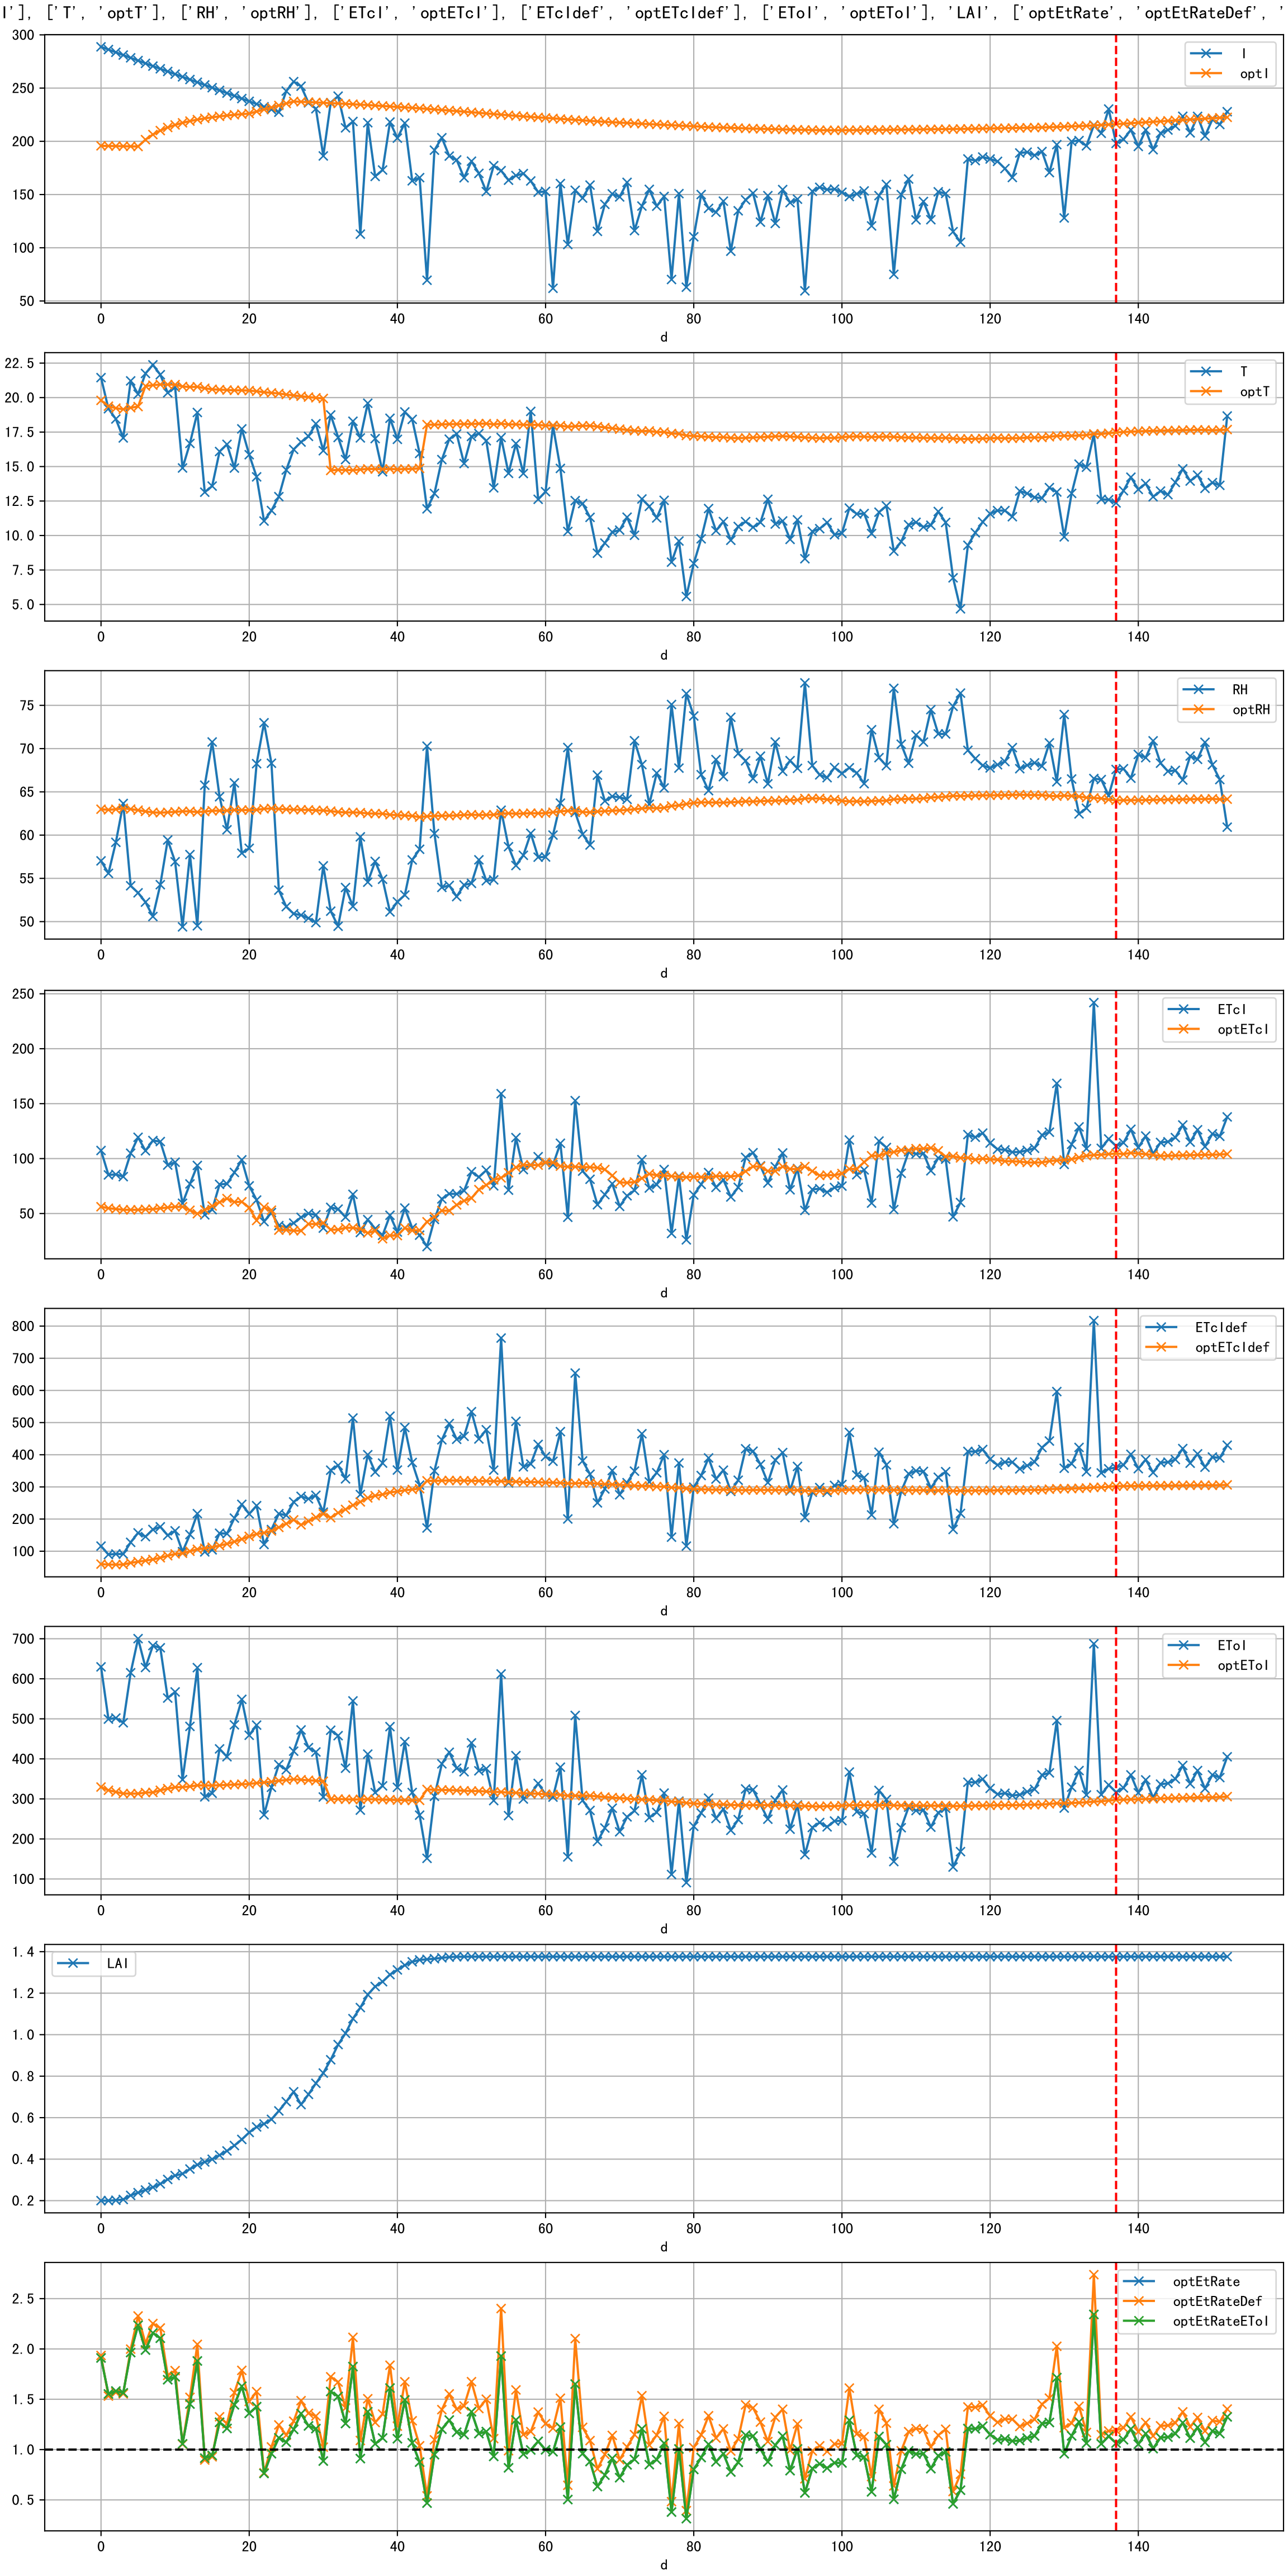 I'], ['T', 'optT'], ['RH', 'optRH'], ['ETcI', 'optETcI'], ['ETcIdef', 'optETcIdef'], ['EToI', 'optEToI'], 'LAI', ['optEtRate', 'optEtRateDef', '
300
250
200
150
100
50
I
optI
0 20 40 60 80 100 120 140
d
22.5
20.0
17.5
15.0
12.5
10.0
7.5
5.0
T
optT
0 20 40 60 80 100 120 140
d
75
70
65
60
55
50
RH
optRH
0 20 40 60 80 100 120 140
d
250
200
150
100
50
ETcI
optETcI
0 20 40 60 80 100 120 140
d
800
700
600
500
400
300
200
100
ETcIdef
optETcIdef
0 20 40 60 80 100 120 140
d
700
600
500
400
300
200
100
EToI
optEToI
0 20 40 60 80 100 120 140
d
1.4
1.2
1.0
0.8
0.6
0.4
0.2
LAI
0 20 40 60 80 100 120 140
d
2.5
2.0
1.5
1.0
0.5
optEtRate
optEtRateDef
optEtRateEToI
0 20 40 60 80 100 120 140
d